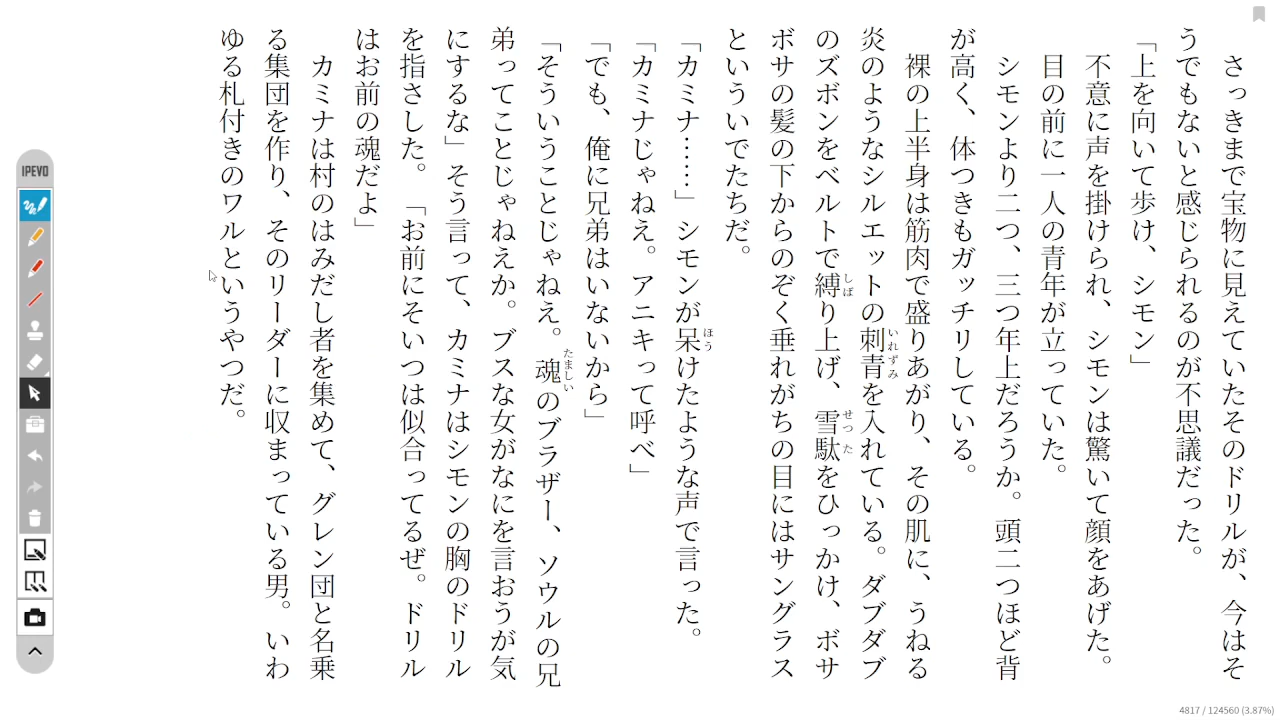 さっきまで宝物に見えていたそのドリルが、今はそ
うでもないと感じられるのが不思議だった。
「上を向いて歩け、シモン」
不意に声を掛けられ、シモンは驚いて顔をあげた。
目の前に一人の青年が立っていた。
シモンより二つ、三つ年上だろうか。頭二つほど背
が高く、体つきもガッチリしている。
裸の上半身は筋肉で盛りあがり、その肌に、うねる
炎のようなシルエットの刺青を入れている。ダブダブ
いれずみ
のズボンをベルトで縛り上げ、雪駄をひっかけ、ボサ
しば
せった
ボサの髪の下からのぞく垂れがちの目にはサングラス
といういでたちだ。
「カミナ……」シモンが呆けたような声で言った。
ほう
「カミナじゃねえ。アニキって呼べ」
「でも、俺に兄弟はいないから」
「そういうことじゃねえ。魂のブラザー、ソウルの兄
たましい
弟ってことじゃねえか。ブスな女がなにを言おうが気
にするな」そう言って、カミナはシモンの胸のドリル
を指さした。「お前にそいつは似合ってるぜ。ドリル
はお前の魂だよ」
カミナは村のはみだし者を集めて、グレン団と名乗
る集団を作り、そのリーダーに収まっている男。いわ
ゆる札付きのワルというやつだ。
IPEVO
4817 / 124560 (3.87%)